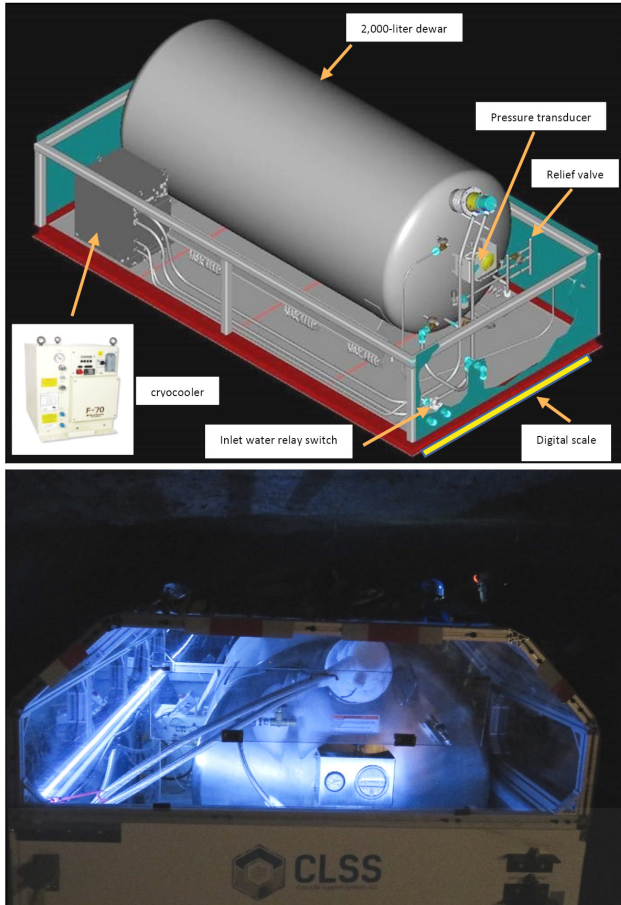 2,000-liter dewar
Pressure transducer
Relief valve
F-70
cryocooler
Inlet water relay switch
Digital scale
CLSS